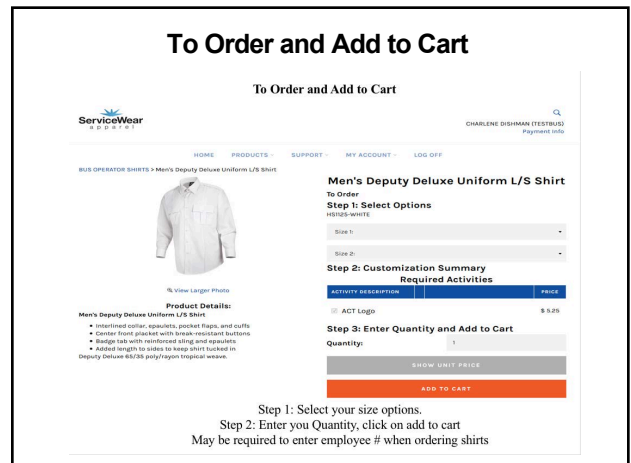 To Order and Add to Cart
To Order and Add to Cart
ServiceWear
apparel
CHARLENE DISHMAN (TESTBUS)
Payment Info
HOME PRODUCTS SUPPORT MY ACCOUNT LOG OFF
BUS OPERATOR SHIRTS > Men's Deputy Deluxe Uniform L/S Shirt
View Larger Photo
Product Details:
Men's Deputy Deluxe Uniform L/S Shirt
• Interlined collar, epaulets, pocket flaps, and cuffs
• Center front placket with break-resistant buttons
• Badge tab with reinforced sling and epaulets
• Added length to sides to keep shirt tucked in
Deputy Deluxe 65/35 poly/rayon tropical weave.
Men's Deputy Deluxe Uniform L/S Shirt
To Order
Step 1: Select Options
HS1125-WHITE
Size 1:
Size 2:
Step 2: Customization Summary
Required Activities
ACTIVITY DESCRIPTION PRICE
ACT Logo $ 5.25
Step 3: Enter Quantity and Add to Cart
Quantity: 1
SHOW UNIT PRICE
ADD TO CART
Step 1: Select your size options.
Step 2: Enter you Quantity, click on add to cart
May be required to enter employee # when ordering shirts